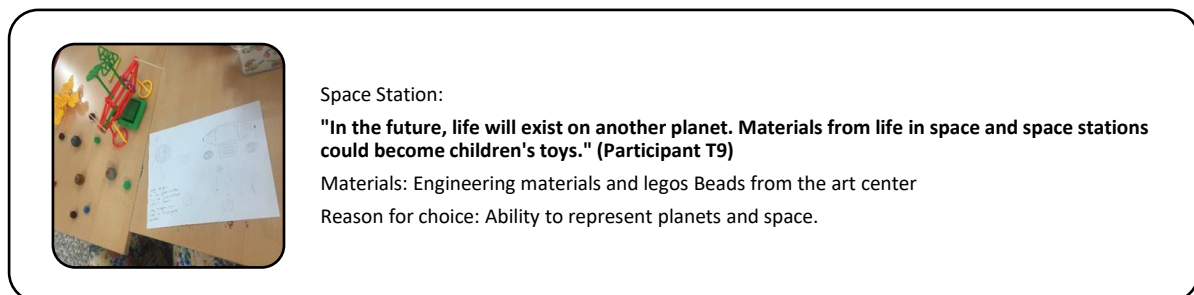 Space Station:
"In the future, life will exist on another planet. Materials from life in space and space stations
could become children's toys." (Participant T9)
Materials: Engineering materials and legos Beads from the art center
Reason for choice: Ability to represent planets and space.